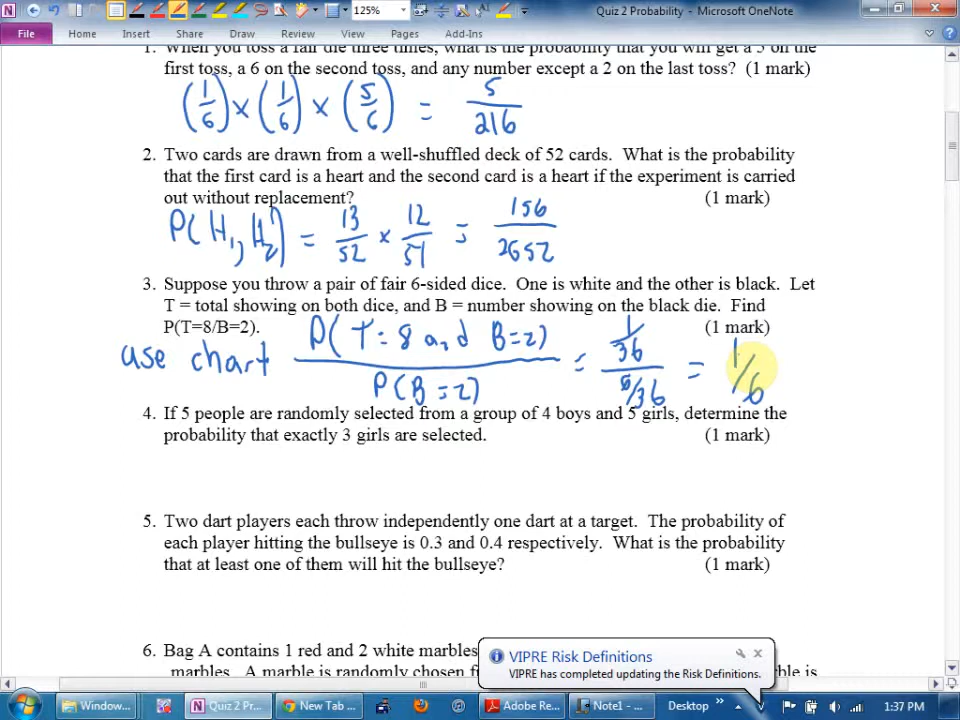 125%
Quiz 2 Probability - Microsoft OneNote
File Home Insert Share Draw Review View Add-Ins
1. When you toss a fair die three times, what is the probability that you will get a 5 on the
first toss, a 6 on the second toss, and any number except a 2 on the last toss? (1 mark)
(1/6) × (1/6) × (5/6) = 5/216
2. Two cards are drawn from a well-shuffled deck of 52 cards. What is the probability
that the first card is a heart and the second card is a heart if the experiment is carried
out without replacement? (1 mark)
P(H₁, H₂) = 13/52 × 12/51 = 156/2652
3. Suppose you throw a pair of fair 6-sided dice. One is white and the other is black. Let
T = total showing on both dice, and B = number showing on the black die. Find
P(T=8/B=2). (1 mark)
use chart P(T=8 and B=2)/P(B=2) = 1/36 / 6/36 = 1/6
4. If 5 people are randomly selected from a group of 4 boys and 5 girls, determine the
probability that exactly 3 girls are selected. (1 mark)
5. Two dart players each throw independently one dart at a target. The probability of
each player hitting the bullseye is 0.3 and 0.4 respectively. What is the probability
that at least one of them will hit the bullseye? (1 mark)
6. Bag A contains 1 red and 2 white marbles
marbles. A marble is randomly chosen
VIPRE Risk Definitions
VIPRE has completed updating the Risk Definitions.
Window... Quiz 2 Pr... New Tab ... Adobe Re... Note1 - ... Desktop 1:37 PM